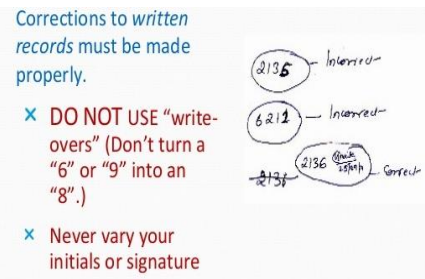 Corrections to written
records must be made
properly.
× DO NOT USE “write-
overs” (Don’t turn a
“6” or “9” into an
“8”.)
× Never vary your
initials or signature
2135 - Incorrect
6212 - Incorrect
2136
Correct